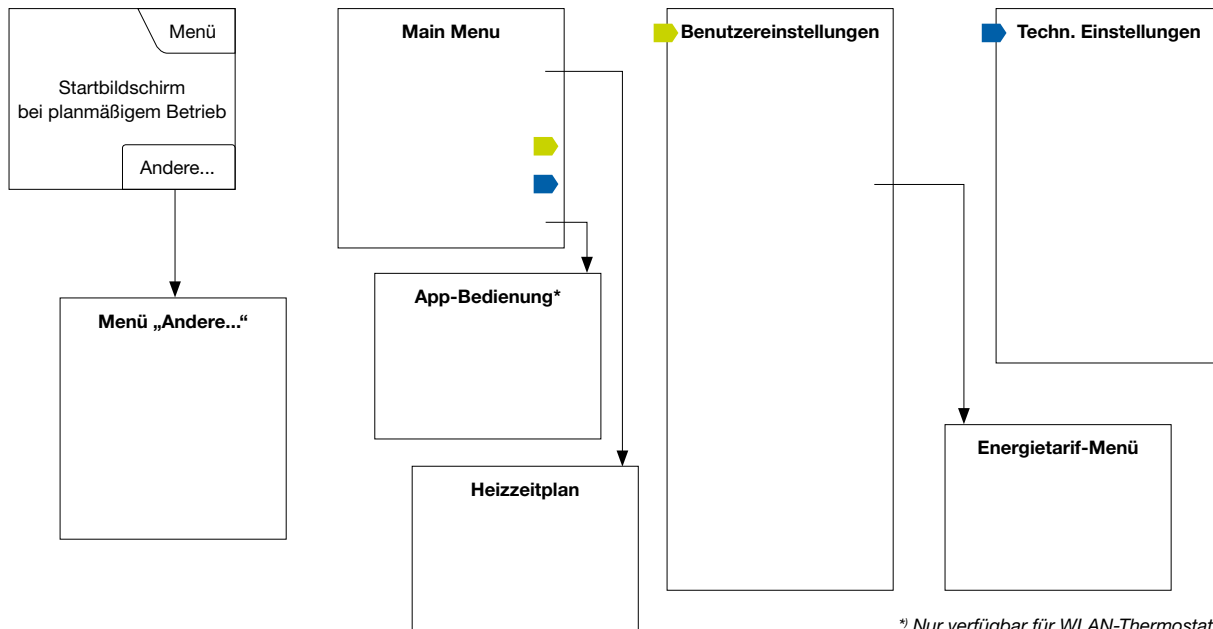 Menü
Startbildschirm
bei planmäßigem Betrieb
Andere...
Menü „Andere...“
Main Menu
App-Bedienung*
Heizzeitplan
Benutzereinstellungen
Techn. Einstellungen
Energietarif-Menü
*) Nur verfügbar für WLAN-Thermostat